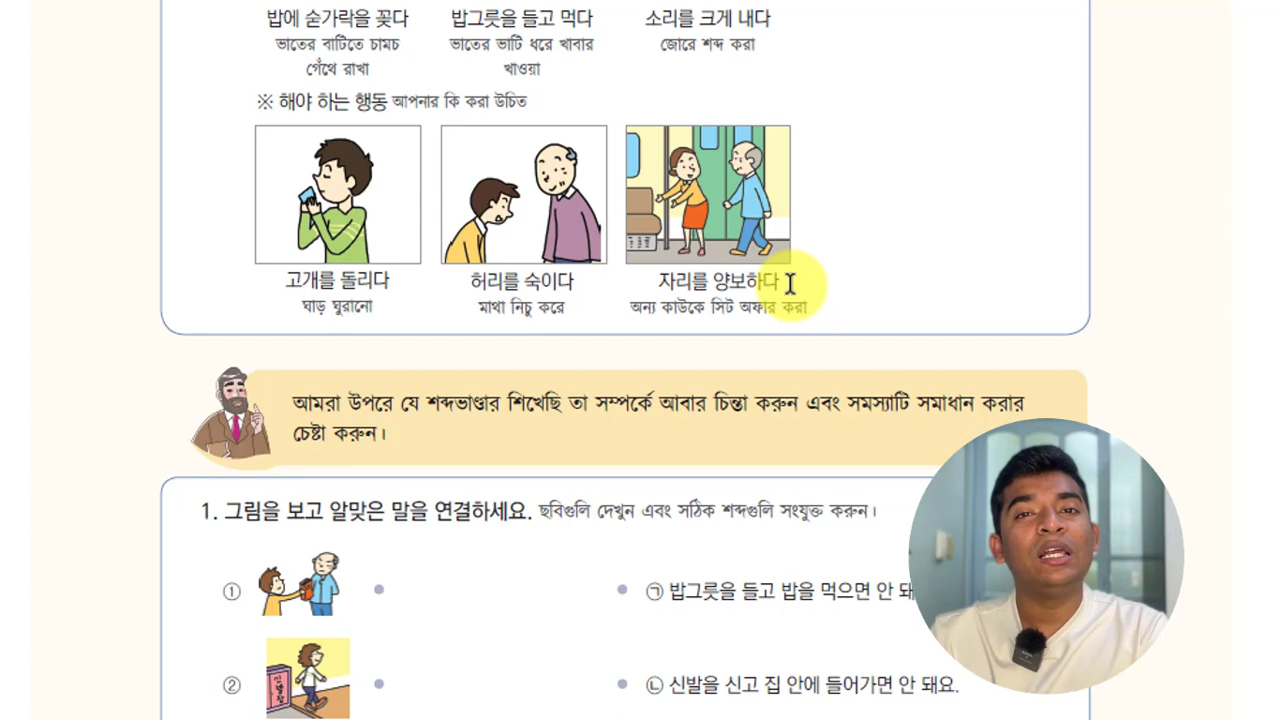 밥에 숟가락을 꽂다 밥그릇을 들고 먹다 소리를 크게 내다
ভাতের বাটিতে চামচ ভাতের ভাটি ধরে খাবার জোরে শব্দ করা
গেঁথে রাখা খাওয়া
※ 해야 하는 행동 আপনার কি করা উচিত
고개를 돌리다 허리를 숙이다 자리를 양보하다
ঘাড় ঘুরানো মাথা নিচু করে অন্য কাউকে সিট অফার করা
আমরা উপরে যে শব্দভাণ্ডার শিখেছি তা সম্পর্কে আবার চিন্তা করুন এবং সমস্যাটি সমাধান করার
চেষ্টা করুন।
1. 그림을 보고 알맞은 말을 연결하세요. ছবিগুলি দেখুন এবং সঠিক শব্দগুলি সংযুক্ত করুন।
① ㉠ 밥그릇을 들고 밥을 먹으면 안 돼
신발장
② ㉡ 신발을 신고 집 안에 들어가면 안 돼요.